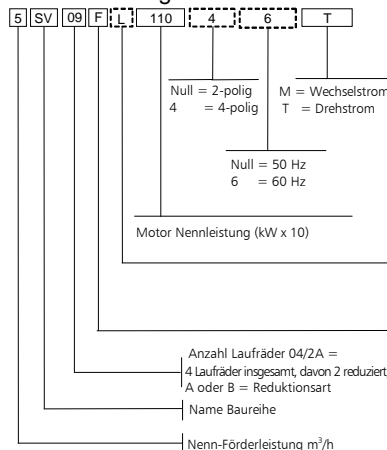 5 SV 09 F L 110 4 6 T
Null = 2-polig
4 = 4-polig
M = Wechselstrom
T = Drehstrom
Null = 50 Hz
6 = 60 Hz
Motor Nennleistung (kW x 10)
Anzahl Laufräder 04/2A =
4 Laufräder insgesamt, davon 2 reduziert,
A oder B = Reduktionsart
Name Baureihe
Nenn-Förderleistung m³/h